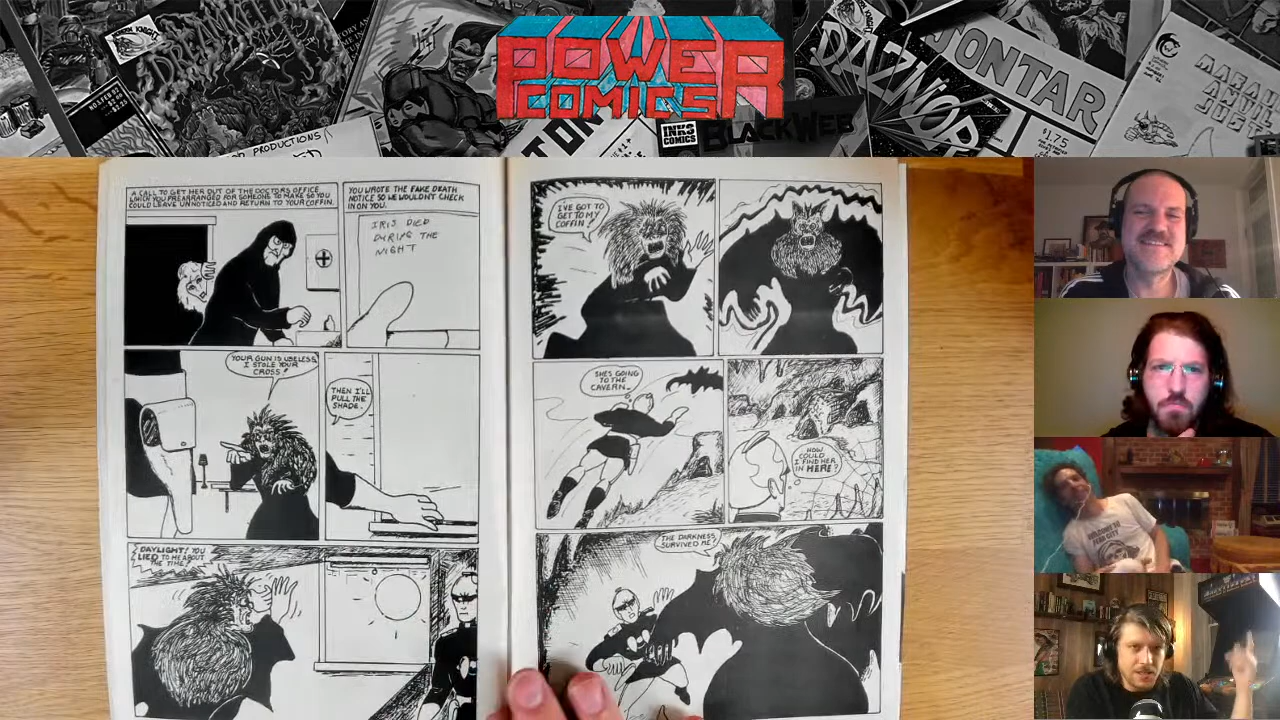 POWER
COMICS
JONTAR
$1.75
BLACKWEB
INKS
COMICS
PRODUCTIONS
A CALL TO GET HER OUT OF THE DOCTORS OFFICE
WHICH YOU PREARRANGED FOR SOMEONE TO MAKE SO YOU
COULD LEAVE UNNOTICED AND RETURN TO YOUR COFFIN.
YOU WROTE THE FAKE DEATH
NOTICE SO WE WOULDN'T CHECK
IN ON YOU.
IRIS DIED
DURING THE
NIGHT
YOUR GUN IS USELESS
I STOLE YOUR
CROSS!
THEN I'LL
PULL THE
SHADE.
DAYLIGHT! YOU
LIED TO ME ABOUT
THE TIME!
I'VE GOT TO
GET TO MY
COFFIN!
SHE'S GOING
TO THE
CAVERN.
HOW
COULD
I FIND HER
IN HERE?
THE DARKNESS
SURVIVED ME!